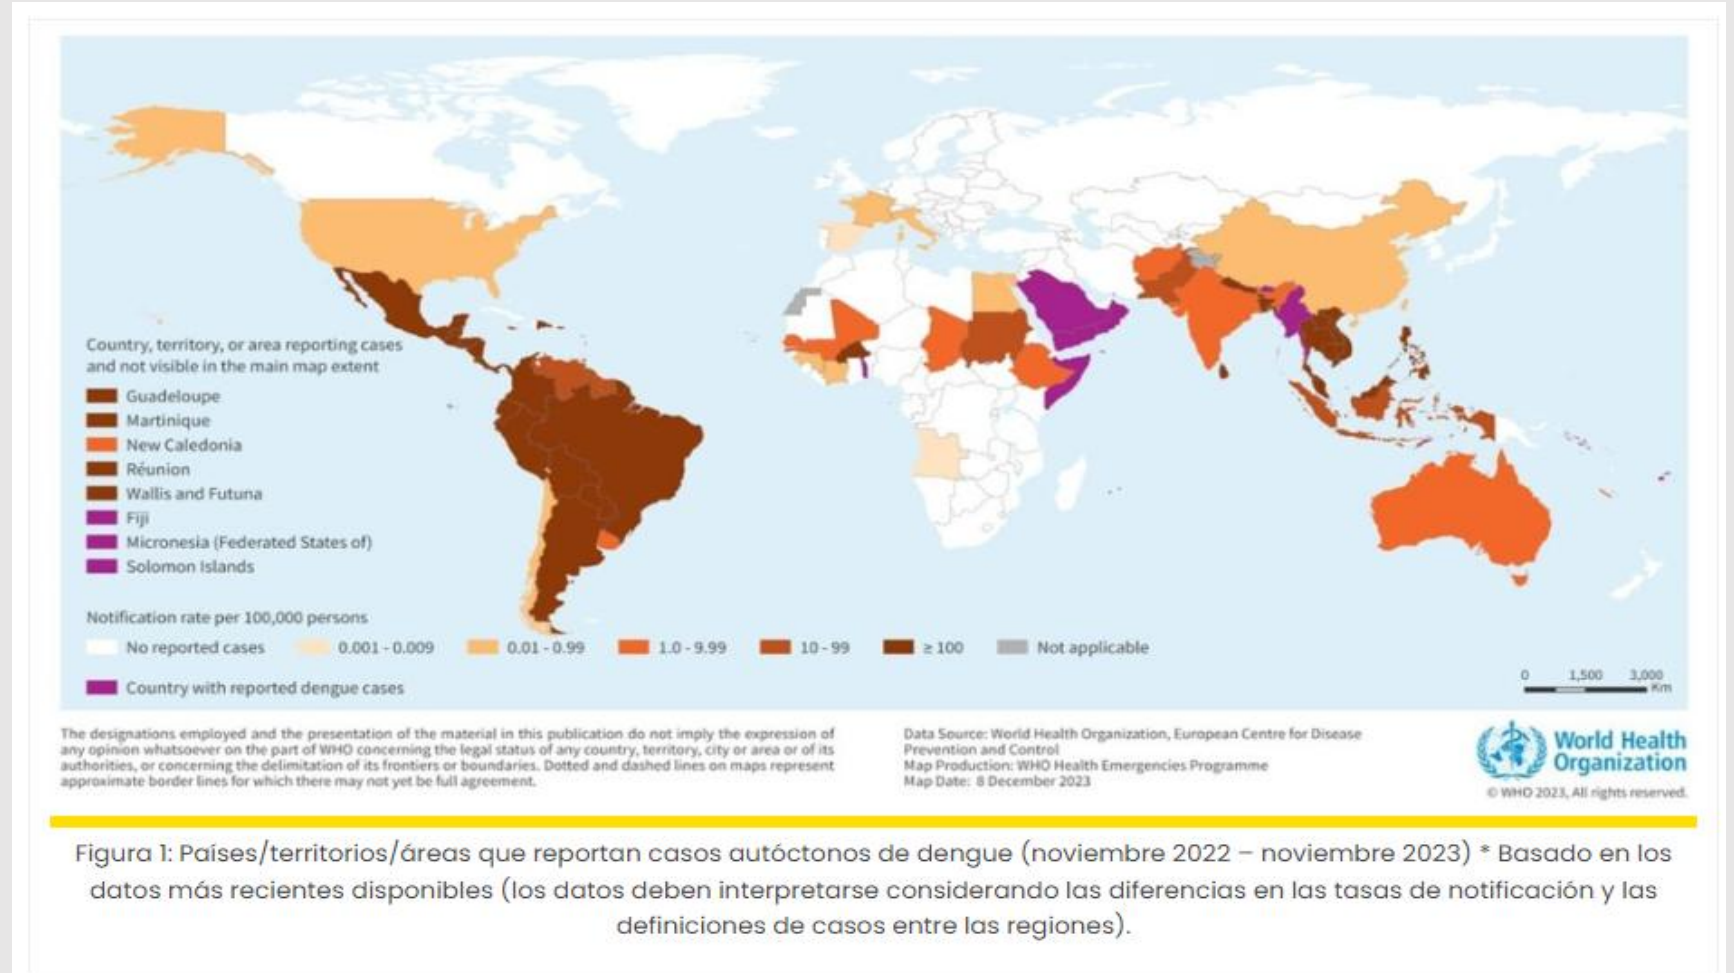 Country, territory, or area reporting cases
and not visible in the main map extent
Guadeloupe
Martinique
New Caledonia
Réunion
Wallis and Futuna
Fiji
Micronesia (Federated States of)
Solomon Islands
Notification rate per 100,000 persons
No reported cases 0.001 - 0.009 0.01 - 0.99 1.0 - 9.99 10 - 99 ≥ 100 Not applicable
Country with reported dengue cases
0 1,500 3,000
Km
The designations employed and the presentation of the material in this publication do not imply the expression of
any opinion whatsoever on the part of WHO concerning the legal status of any country, territory, city or area or of its
authorities, or concerning the delimitation of its frontiers or boundaries. Dotted and dashed lines on maps represent
approximate border lines for which there may not yet be full agreement.
Data Source: World Health Organization, European Centre for Disease
Prevention and Control
Map Production: WHO Health Emergencies Programme
Map Date: 8 December 2023
World Health
Organization
© WHO 2023, All rights reserved.
Figura 1: Países/territorios/áreas que reportan casos autóctonos de dengue (noviembre 2022 – noviembre 2023) * Basado en los
datos más recientes disponibles (los datos deben interpretarse considerando las diferencias en las tasas de notificación y las
definiciones de casos entre las regiones).